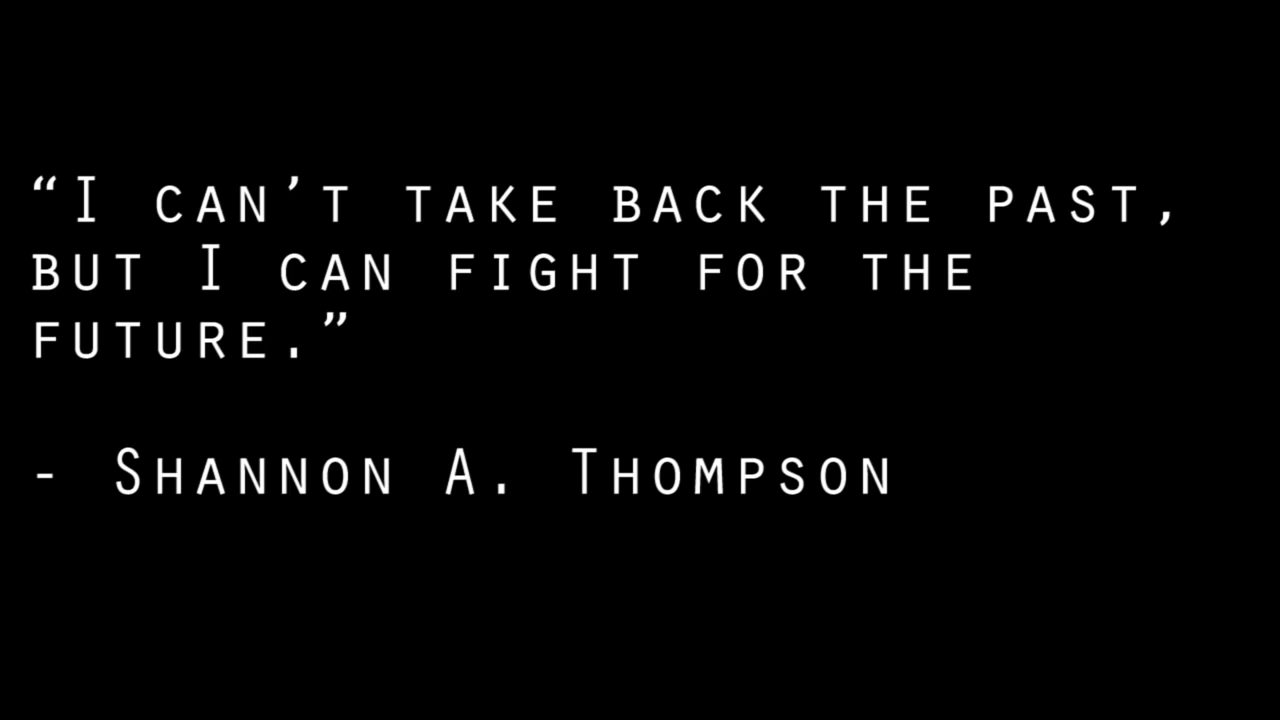 “I can’t take back the past,
but I can fight for the
future.”
- Shannon A. Thompson